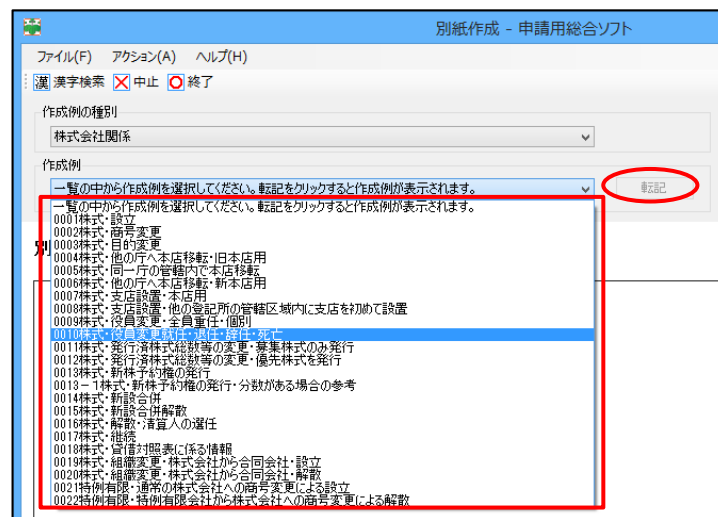 別紙作成 - 申請用総合ソフト
ファイル(F) アクション(A) ヘルプ(H)
漢 漢字検索 中止 終了
作成例の種別
株式会社関係
作成例
一覧の中から作成例を選択してください。転記をクリックすると作成例が表示されます。
転記
一覧の中から作成例を選択してください。転記をクリックすると作成例が表示されます。
0001株式・設立
0002株式・商号変更
別
0003株式・目的変更
0004株式・他の庁へ本店移転・旧本店用
0005株式・同一庁の管轄内で本店移転
0006株式・他の庁へ本店移転・新本店用
0007株式・支店設置・本店用
0008株式・支店設置・他の登記所の管轄区域内に支店を初めて設置
0009株式・役員変更・全員重任・個別
0010株式・役員変更就任・退任・辞任・死亡
0011株式・発行済株式総数等の変更・募集株式のみ発行
0012株式・発行済株式総数等の変更・優先株式を発行
0013株式・新株予約権の発行
0013－1株式・新株予約権の発行・分数がある場合の参考
0014株式・新設合併
0015株式・新設合併解散
0016株式・解散・清算人の選任
0017株式・継続
0018株式・貸借対照表に係る情報
0019株式・組織変更・株式会社から合同会社・設立
0020株式・組織変更・株式会社から合同会社・解散
0021特例有限・通常の株式会社への商号変更による設立
0022特例有限・特例有限会社から株式会社への商号変更による解散